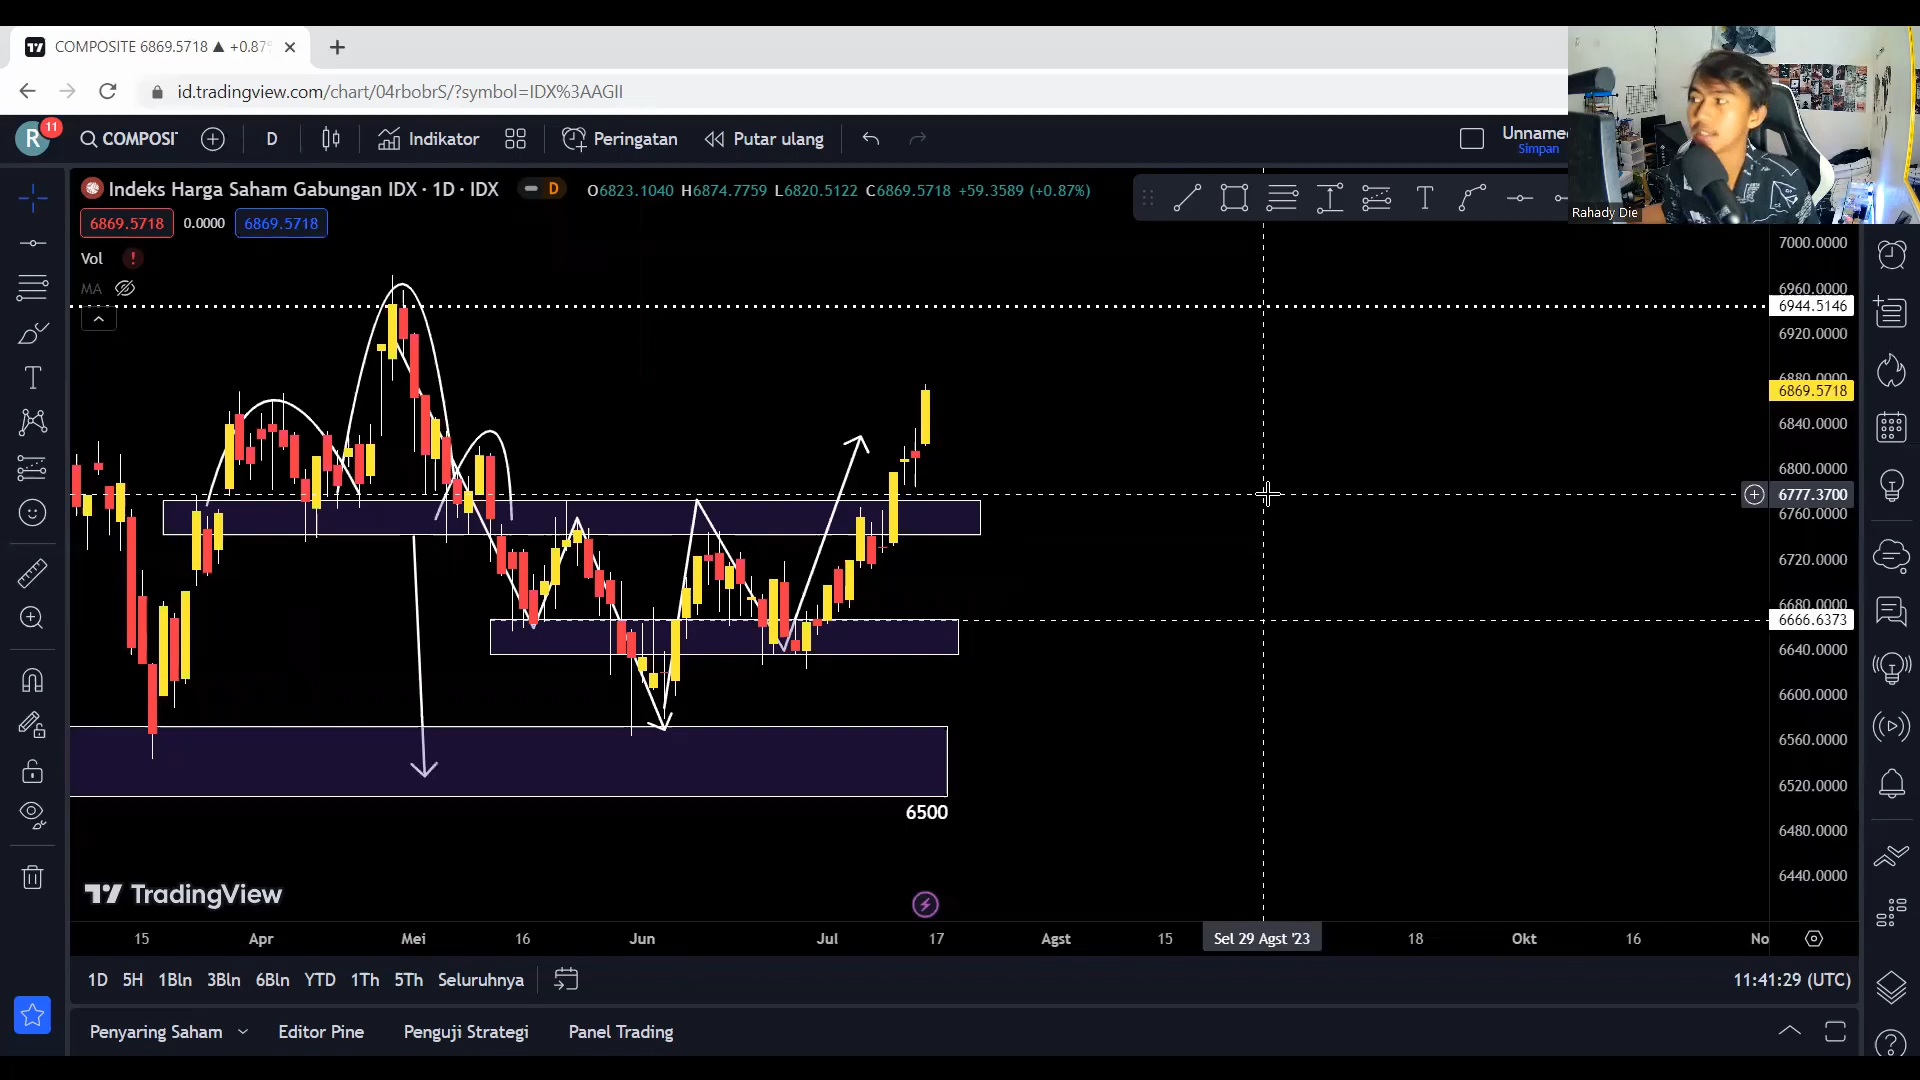 COMPOSITE 6869.5718 ▲ +0.87
id.tradingview.com/chart/04rbobrS/?symbol=IDX%3AAGII
R 11 COMPOSI D Indikator Peringatan Putar ulang
Unname
Simpan
Rahady Die
Indeks Harga Saham Gabungan IDX · 1D · IDX D O6823.1040 H6874.7759 L6820.5122 C6869.5718 +59.3589 (+0.87%)
6869.5718 0.0000 6869.5718
Vol !
MA
7000.0000
6960.0000
6944.5146
6920.0000
6880.0000
6869.5718
6840.0000
6800.0000
6777.3700
6760.0000
6720.0000
6680.0000
6666.6373
6640.0000
6600.0000
6560.0000
6520.0000
6500
6480.0000
6440.0000
TradingView
15 Apr Mei 16 Jun Jul 17 Agst 15 Sel 29 Agst '23 18 Okt 16 No
1D 5H 1Bln 3Bln 6Bln YTD 1Th 5Th Seluruhnya 11:41:29 (UTC)
Penyaring Saham Editor Pine Penguji Strategi Panel Trading